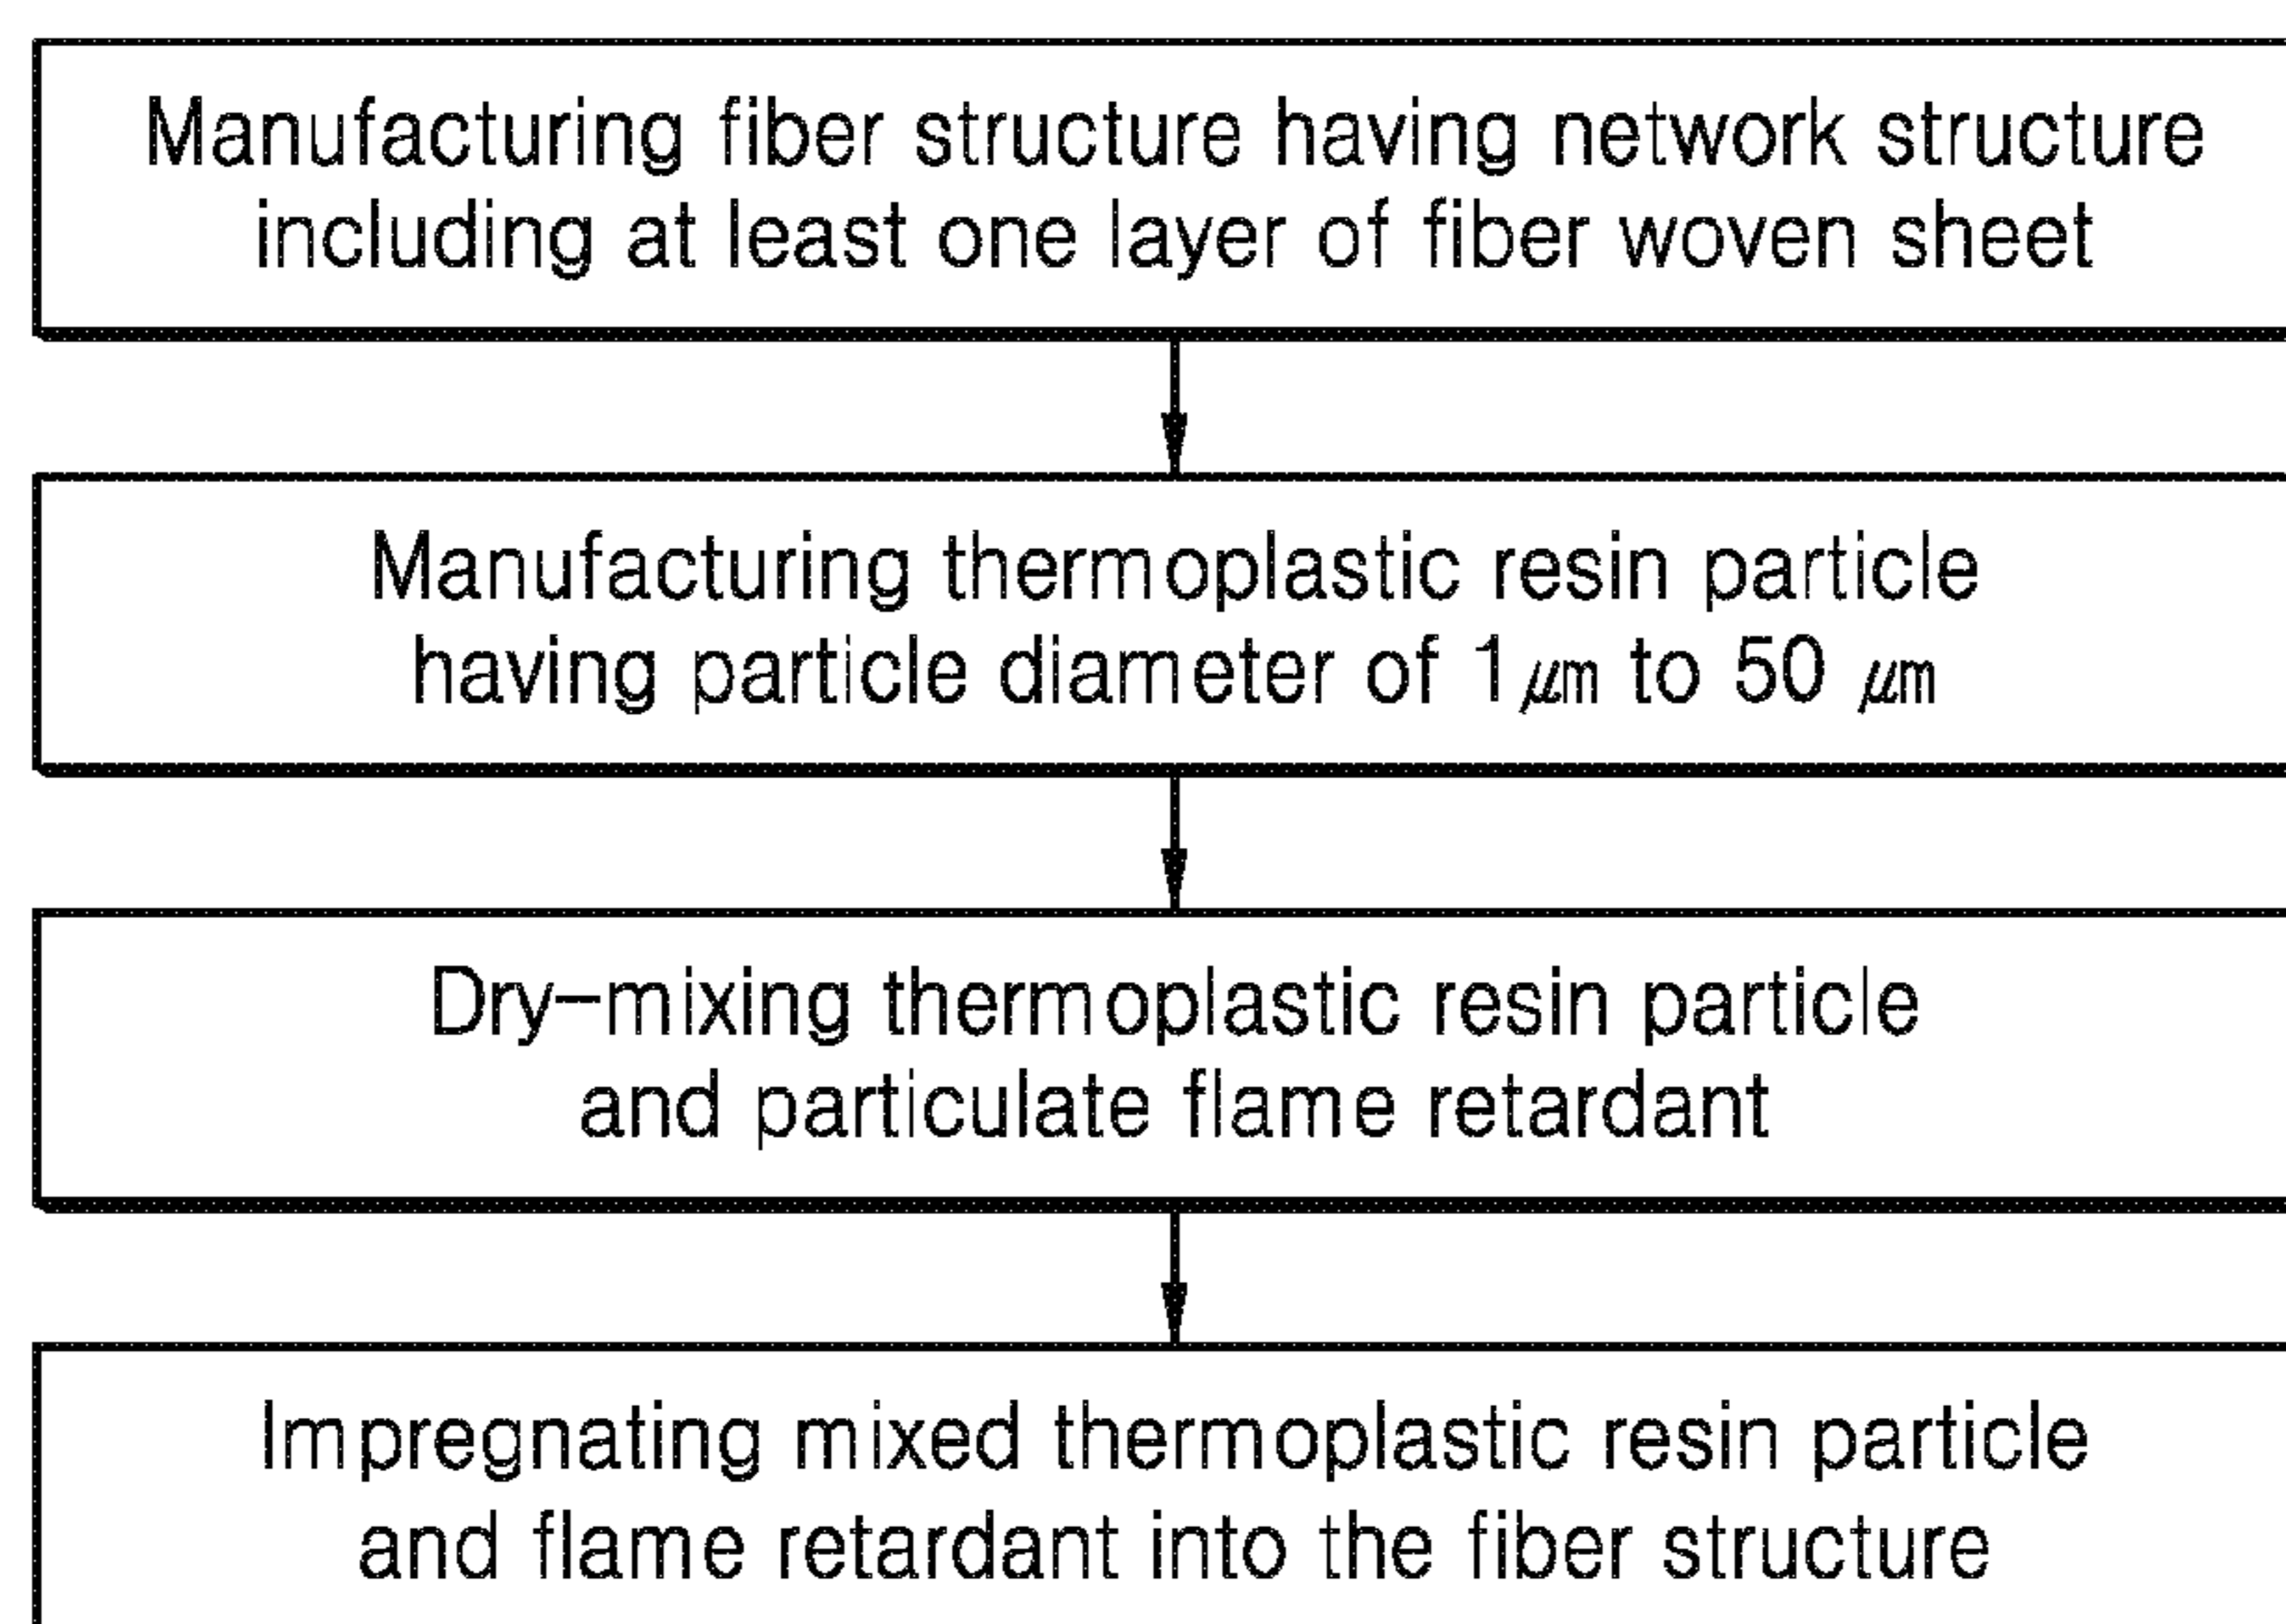 Manufacturing fiber structure having network structure
including at least one layer of fiber woven sheet
Manufacturing thermoplastic resin particle
having particle diameter of 1㎛ to 50 ㎛
Dry-mixing thermoplastic resin particle
and particulate flame retardant
Impregnating mixed thermoplastic resin particle
and flame retardant into the fiber structure